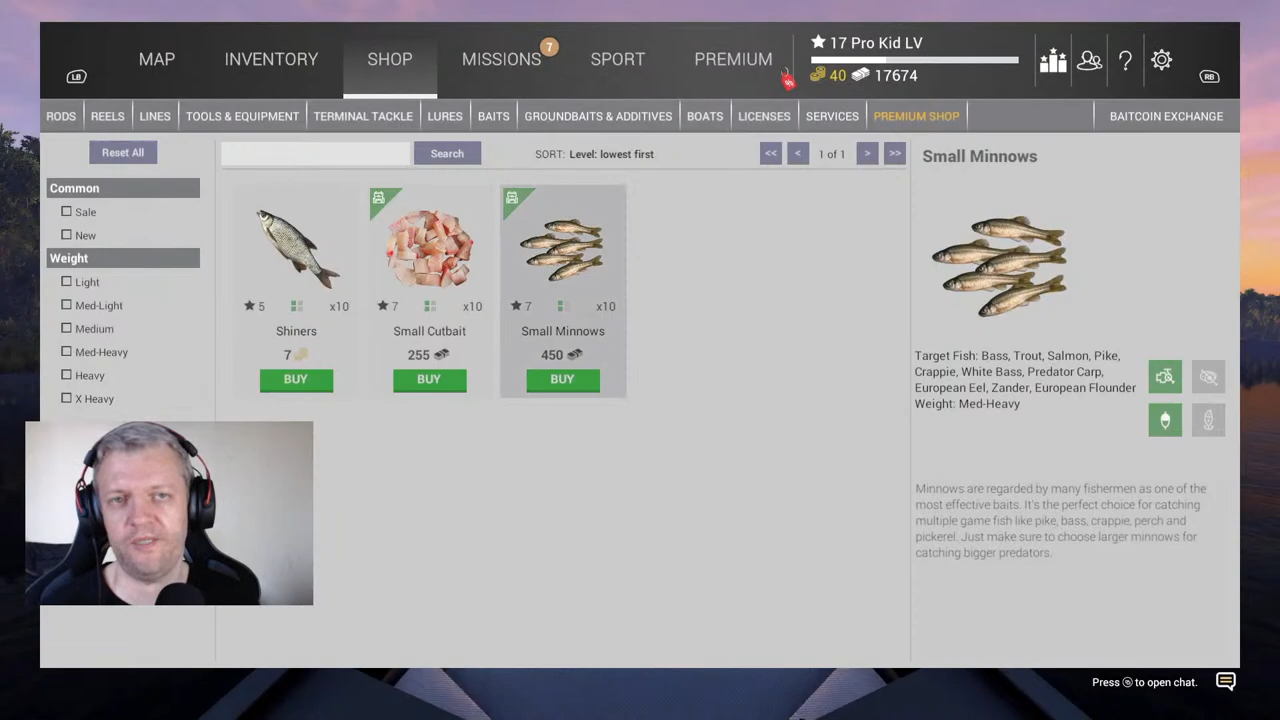 MAP INVENTORY SHOP MISSIONS 7 SPORT PREMIUM
17 Pro Kid LV
40 17674
LB
%
?
RB
RODS REELS LINES TOOLS & EQUIPMENT TERMINAL TACKLE LURES BAITS GROUNDBAITS & ADDITIVES BOATS LICENSES SERVICES PREMIUM SHOP BAITCOIN EXCHANGE
Reset All
Search
SORT: Level: lowest first
<< < 1 of 1 > >>
Common
Sale
New
Weight
Light
Med-Light
Medium
Med-Heavy
Heavy
X Heavy
5 x10
Shiners
7
BUY
7 x10
Small Cutbait
255
BUY
7 x10
Small Minnows
450
BUY
Small Minnows
Target Fish: Bass, Trout, Salmon, Pike,
Crappie, White Bass, Predator Carp,
European Eel, Zander, European Flounder
Weight: Med-Heavy
Minnows are regarded by many fishermen as one of the
most effective baits. It's the perfect choice for catching
multiple game fish like pike, bass, crappie, perch and
pickerel. Just make sure to choose larger minnows for
catching bigger predators.
Press to open chat.